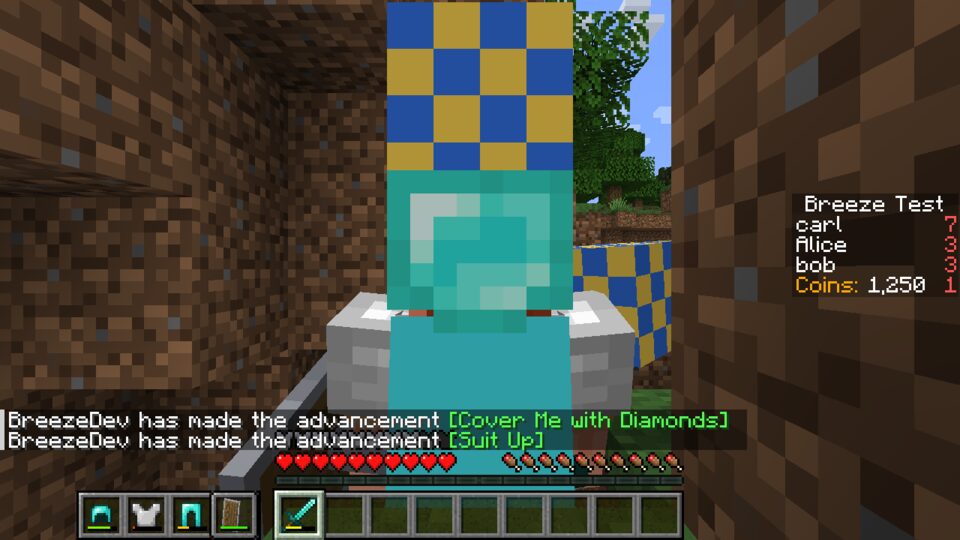 Breeze Test
carl 7
Alice 3
bob 3
Coins: 1,250 1
BreezeDev has made the advancement [Cover Me with Diamonds]
BreezeDev has made the advancement [Suit Up]